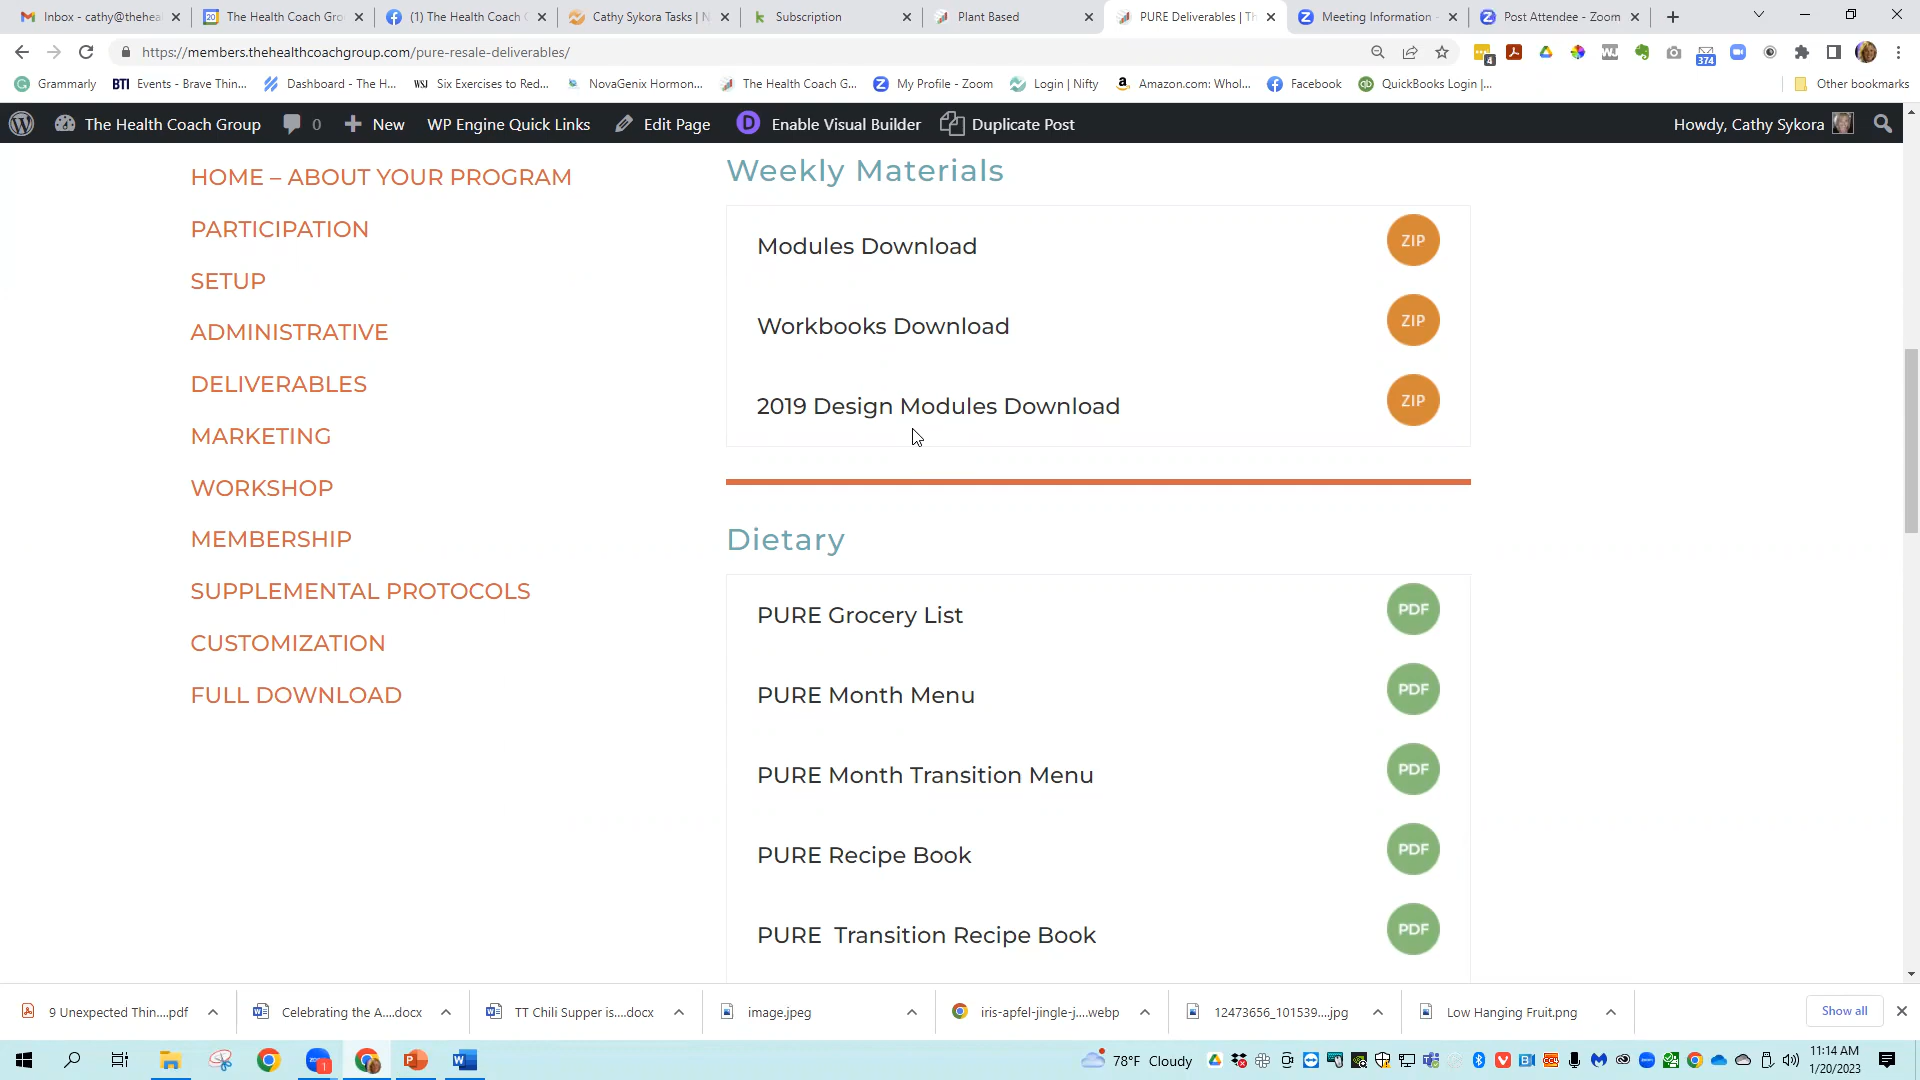 Inbox - cathy@theheal
The Health Coach Gro
(1) The Health Coach
Cathy Sykora Tasks | N
Subscription
Plant Based
PURE Deliverables | Th
Meeting Information -
Post Attendee - Zoom
https://members.thehealthcoachgroup.com/pure-resale-deliverables/
4
374
Grammarly
BTI Events - Brave Thin...
Dashboard - The H...
WSJ Six Exercises to Red...
NovaGenix Hormon...
The Health Coach G...
My Profile - Zoom
Login | Nifty
Amazon.com: Whol...
Facebook
QuickBooks Login |...
Other bookmarks
The Health Coach Group
0
New
WP Engine Quick Links
Edit Page
D Enable Visual Builder
Duplicate Post
Howdy, Cathy Sykora
HOME – ABOUT YOUR PROGRAM
PARTICIPATION
SETUP
ADMINISTRATIVE
DELIVERABLES
MARKETING
WORKSHOP
MEMBERSHIP
SUPPLEMENTAL PROTOCOLS
CUSTOMIZATION
FULL DOWNLOAD
Weekly Materials
Modules Download ZIP
Workbooks Download ZIP
2019 Design Modules Download ZIP
Dietary
PURE Grocery List PDF
PURE Month Menu PDF
PURE Month Transition Menu PDF
PURE Recipe Book PDF
PURE Transition Recipe Book PDF
9 Unexpected Thin....pdf
Celebrating the A....docx
TT Chili Supper is....docx
image.jpeg
iris-apfel-jingle-j....webp
12473656_101539....jpg
Low Hanging Fruit.png
Show all
78°F Cloudy
11:14 AM
1/20/2023